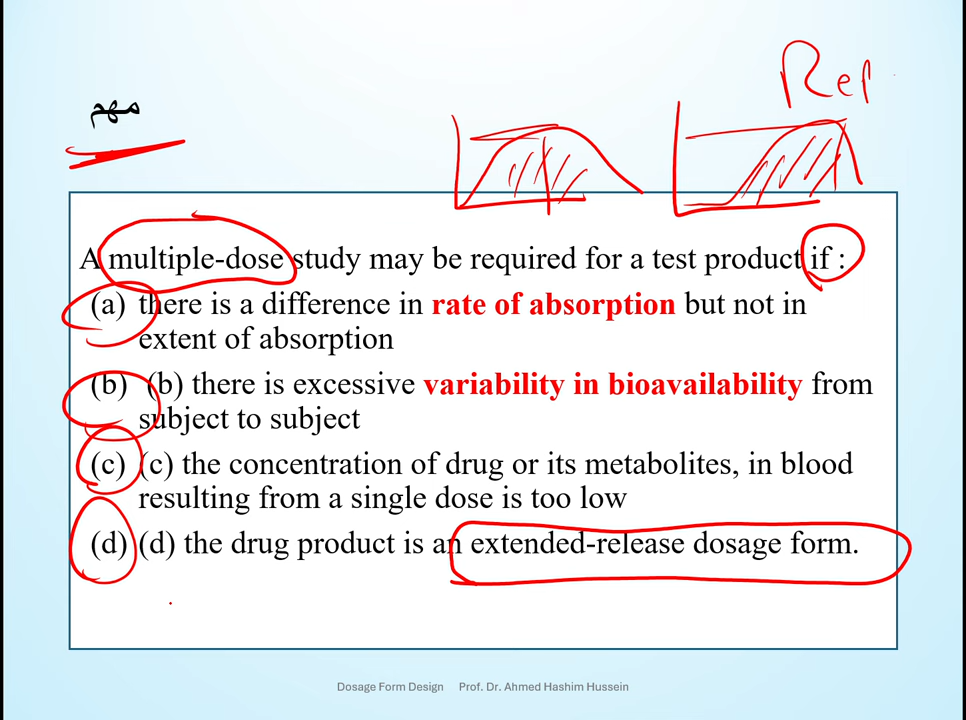 Ref
مهم
A multiple-dose study may be required for a test product if :
(a) there is a difference in rate of absorption but not in
extent of absorption
(b) (b) there is excessive variability in bioavailability from
subject to subject
(c) (c) the concentration of drug or its metabolites, in blood
resulting from a single dose is too low
(d) (d) the drug product is an extended-release dosage form.
Dosage Form Design Prof. Dr. Ahmed Hashim Hussein